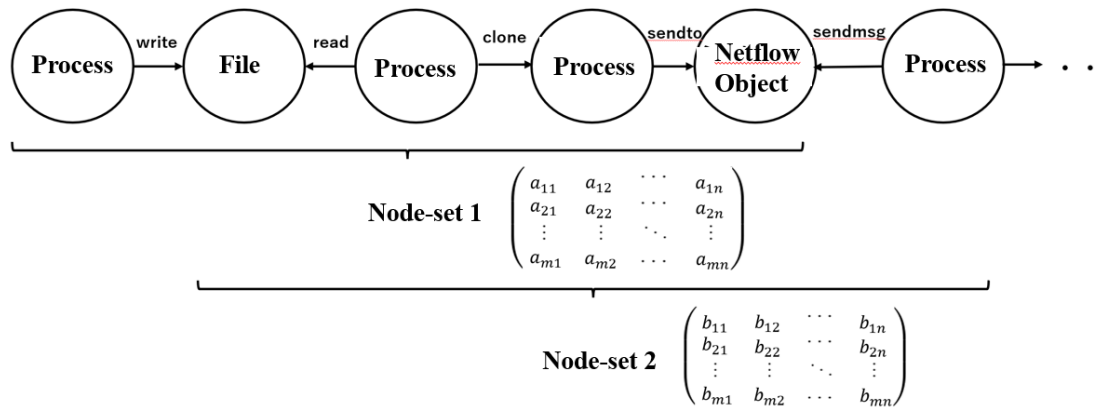 write read clone sendto sendmsg
Process File Process Process Netflow Object Process . .
Node-set 1
a11 a12 ... a1n
a21 a22 ... a2n
⋮ ⋮ ⋱ ⋮
am1 am2 ... amn
Node-set 2
b11 b12 ... b1n
b21 b22 ... b2n
⋮ ⋮ ⋱ ⋮
bm1 bm2 ... bmn